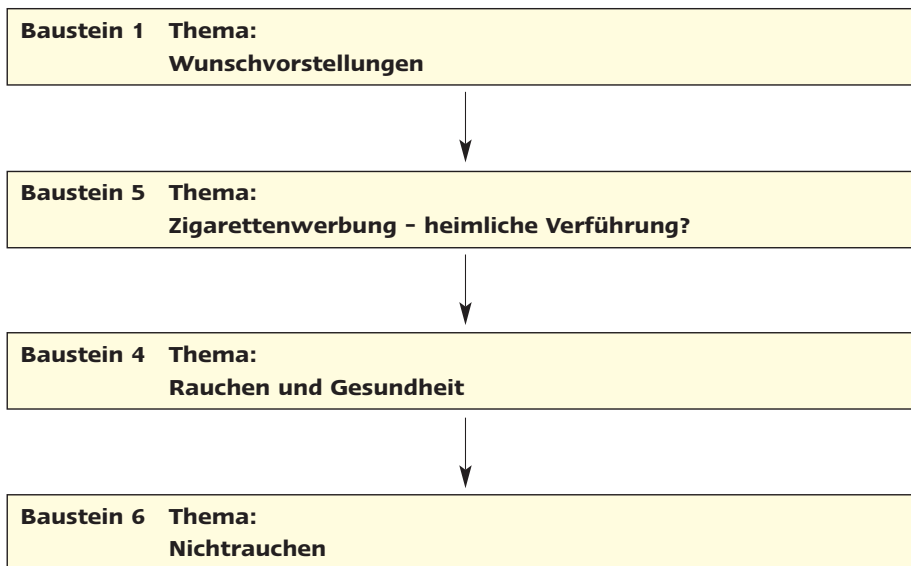 Baustein 1 Thema:
Wunschvorstellungen
Baustein 5 Thema:
Zigarettenwerbung – heimliche Verführung?
Baustein 4 Thema:
Rauchen und Gesundheit
Baustein 6 Thema:
Nichtrauchen